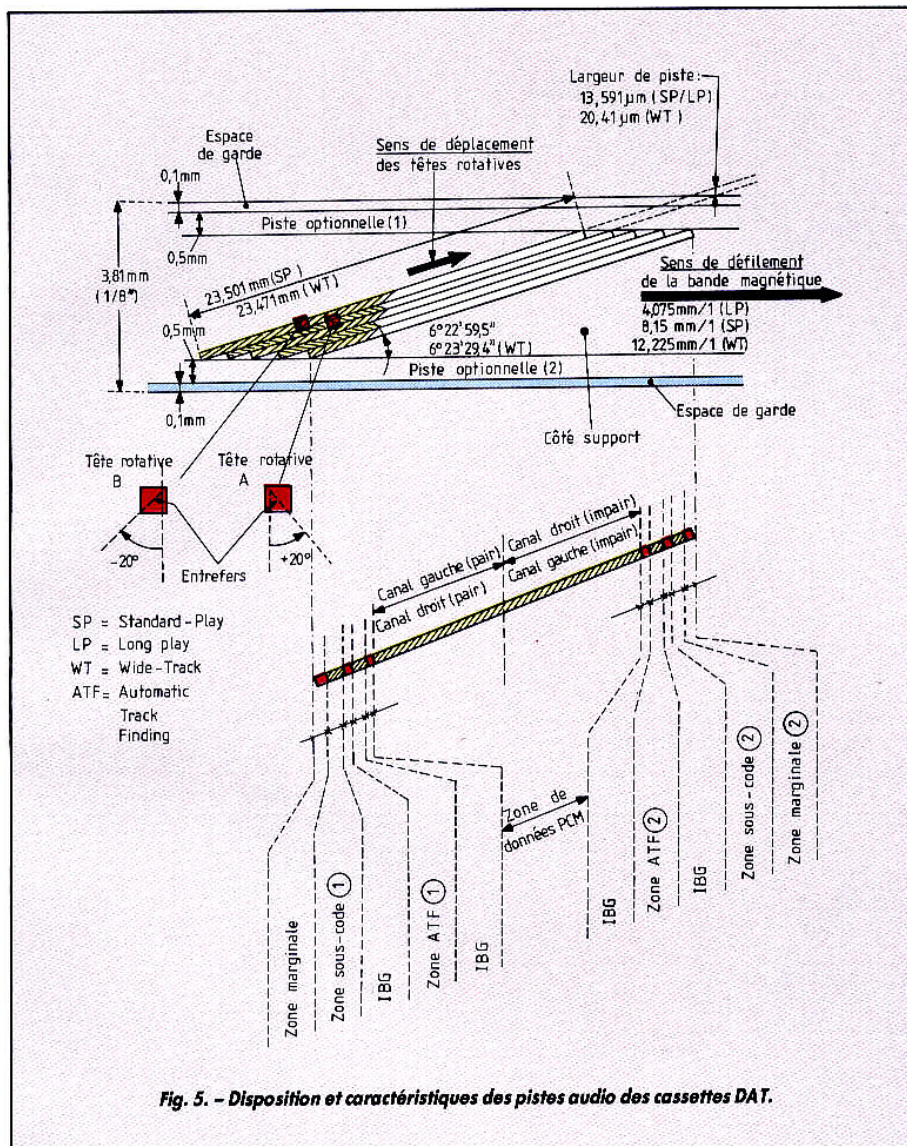 Largeur de piste:
13,591µm (SP/LP)
20,41µm (WT)
Espace
de garde
Sens de déplacement
des têtes rotatives
0,1mm
Piste optionnelle (1)
0,5mm
3,81mm
(1/8")
23,501mm (SP)
23,471mm (WT)
Sens de défilement
de la bande magnétique
4,075mm/1 (LP)
8,15 mm/1 (SP)
12,225mm/1 (WT)
0,5mm
6°22'59,5"
6°23'29,4" (WT)
Piste optionnelle (2)
0,1mm
Espace de garde
Côté support
Tête rotative
B
Tête rotative
A
-20°
+20°
Entrefers
Canal gauche (pair)
Canal droit (impair)
Canal droit (pair)
Canal gauche (impair)
SP = Standard-Play
LP = Long play
WT = Wide-Track
ATF = Automatic
Track
Finding
Zone marginale
Zone sous-code ①
IBG
Zone ATF ①
IBG
Zone de
données PCM
IBG
Zone ATF ②
IBG
Zone sous-code ②
Zone marginale ②
Fig. 5. – Disposition et caractéristiques des pistes audio des cassettes DAT.